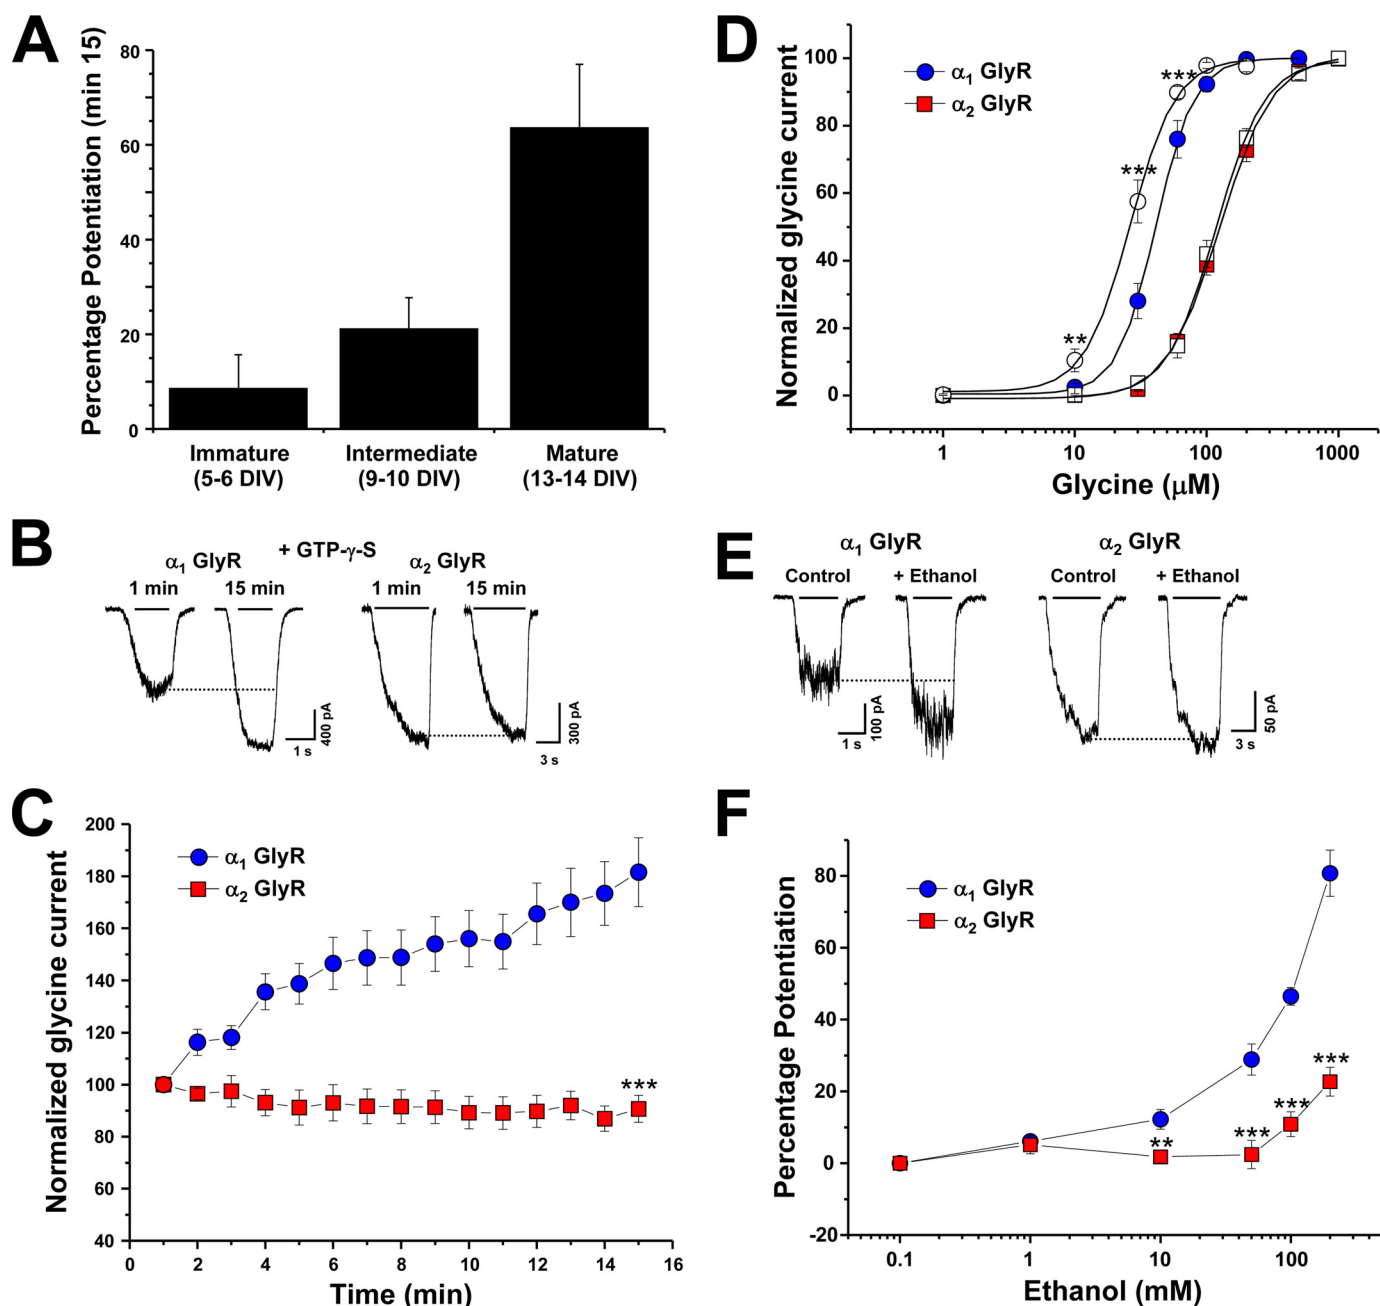 A
Percentage Potentiation (min 15)
80
60
40
20
0
Immature
(5-6 DIV)
Intermediate
(9-10 DIV)
Mature
(13-14 DIV)
B
+ GTP-γ-S
α1 GlyR
α2 GlyR
1 min
15 min
1 min
15 min
400 pA
1 s
300 pA
3 s
C
Normalized glycine current
200
180
160
140
120
100
80
60
40
α1 GlyR
α2 GlyR
***
0
2
4
6
8
10
12
14
16
Time (min)
D
Normalized glycine current
100
80
60
40
20
0
α1 GlyR
α2 GlyR
***
***
**
1
10
100
1000
Glycine (μM)
E
α1 GlyR
α2 GlyR
Control
+ Ethanol
Control
+ Ethanol
100 pA
1 s
50 pA
3 s
F
Percentage Potentiation
80
60
40
20
0
-20
α1 GlyR
α2 GlyR
**
***
***
***
0.1
1
10
100
Ethanol (mM)